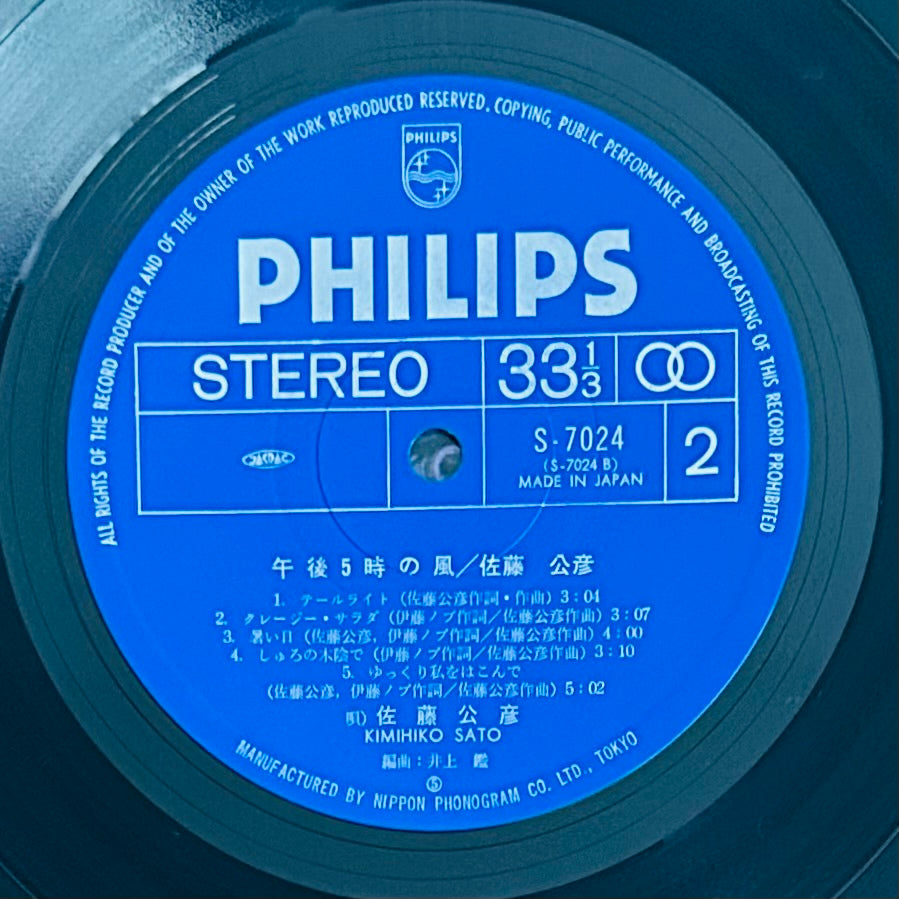 ALL RIGHTS OF THE RECORD PRODUCER AND OF THE OWNER OF THE WORK REPRODUCED RESERVED. COPYING, PUBLIC PERFORMANCE AND BROADCASTING OF THIS RECORD PROHIBITED
PHILIPS
PHILIPS
STEREO
33 1/3
JASRAC
S-7024
(S-7024 B)
MADE IN JAPAN
2
午後5時の風／佐藤 公彦
1. テールライト（佐藤公彦作詞・作曲）3：04
2. クレージー・サラダ（伊藤ノブ作詞／佐藤公彦作曲）3：07
3. 暑い日（佐藤公彦，伊藤ノブ作詞／佐藤公彦作曲）4：00
4. しゅろの木陰で（伊藤ノブ作詞／佐藤公彦作曲）3：10
5. ゆっくり私をはこんで
（佐藤公彦，伊藤ノブ作詞／佐藤公彦作曲）5：02
唄）佐藤公彦
KIMIHIKO SATO
編曲：井上 鑑
Ⓢ
MANUFACTURED BY NIPPON PHONOGRAM CO. LTD., TOKYO